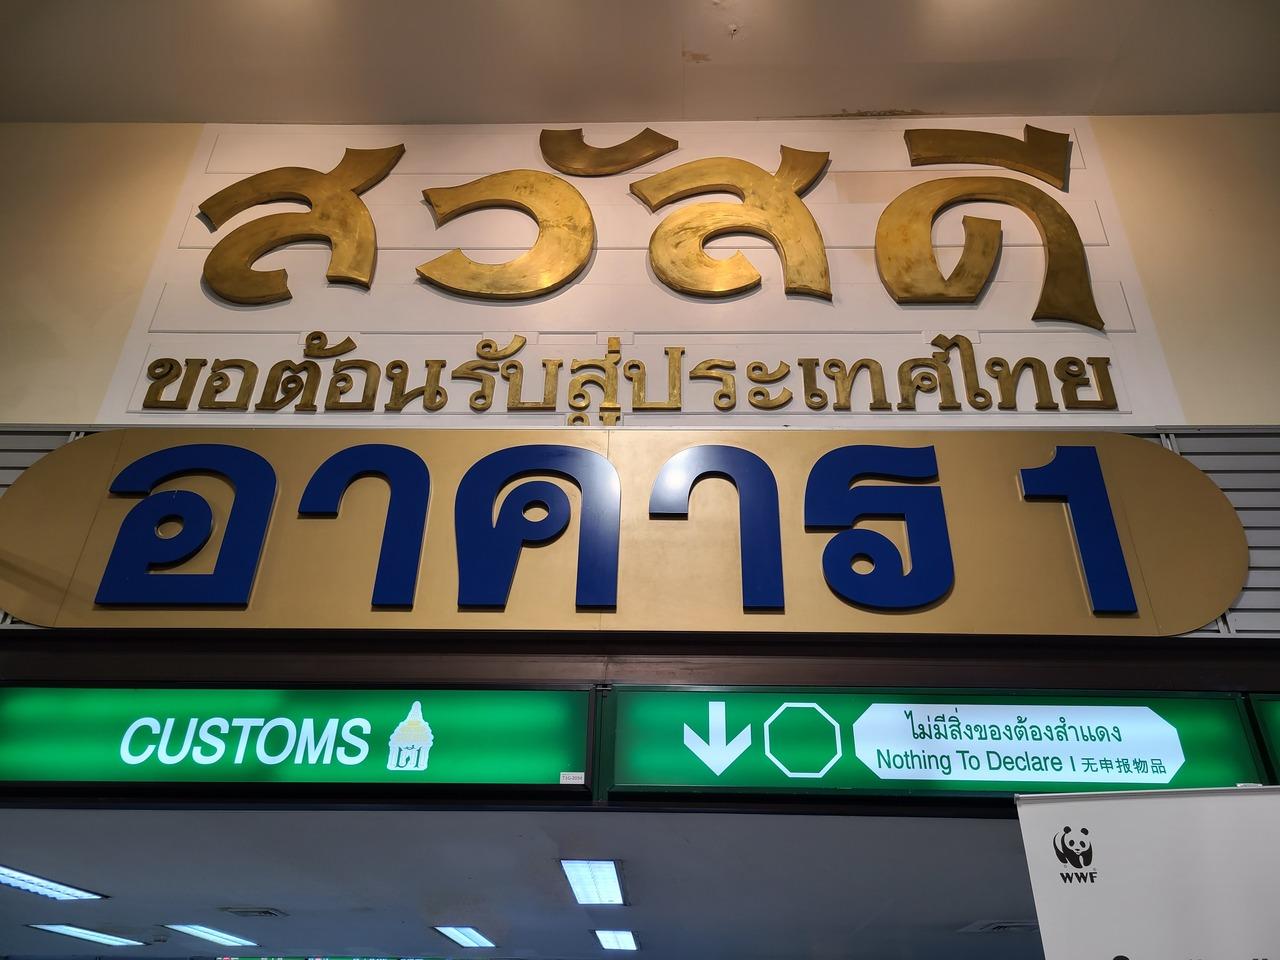 สวัสดี
ขอต้อนรับสู่ประเทศไทย
อาคาร 1
CUSTOMS
T1G-2054
ไม่มีสิ่งของต้องสำแดง
Nothing To Declare | 无申报物品
WWF